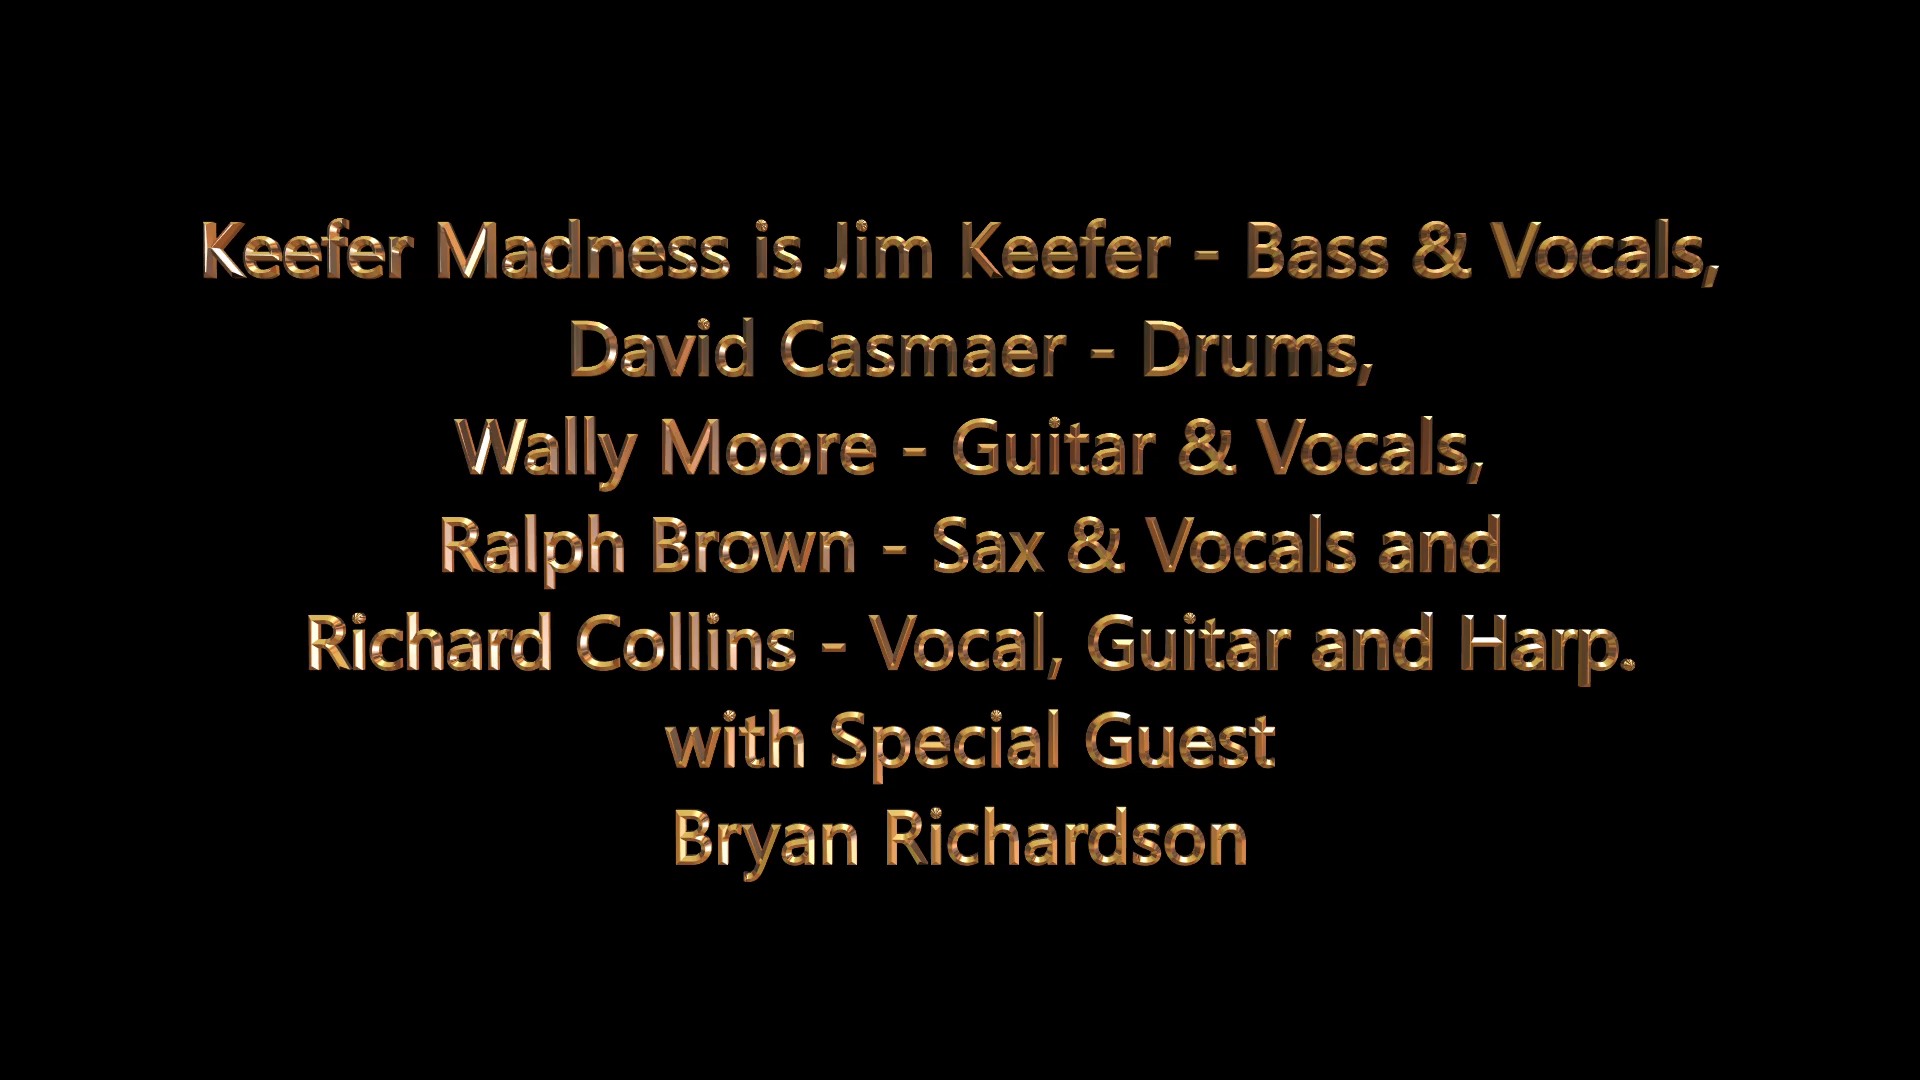 Keefer Madness is Jim Keefer - Bass & Vocals,
David Casmaer - Drums,
Wally Moore - Guitar & Vocals,
Ralph Brown - Sax & Vocals and
Richard Collins - Vocal, Guitar and Harp.
with Special Guest
Bryan Richardson